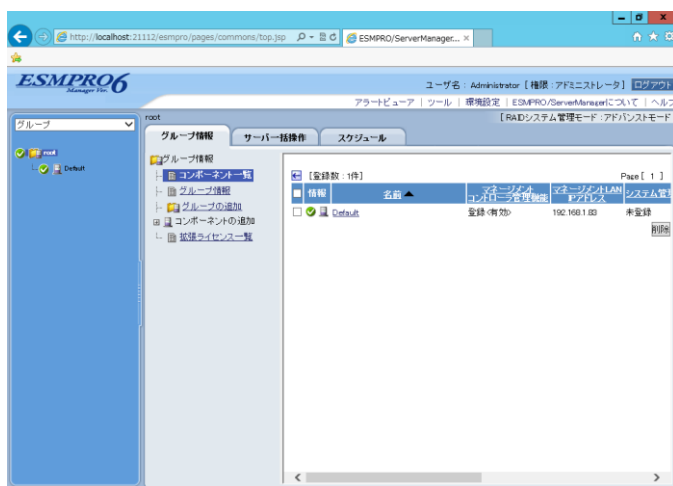 http://localhost:21112/esmpro/pages/commons/top.jsp
ESMPRO/ServerManager... ×
ESMPRO6
Manager Ver.
ユーザ名 : Administrator [ 権限 : アドミニストレータ ] ログアウト
アラートビューア | ツール | 環境設定 | ESMPRO/ServerManagerについて | ヘルプ
グループ
root
[ RAIDシステム管理モード : アドバンストモード
グループ情報 サーバー括操作 スケジュール
root
Default
グループ情報
コンポーネント一覧
グループ情報
グループの追加
コンポーネントの追加
拡張ライセンス一覧
[登録数 : 1件] Page [ 1 ]
情報 名前▲ マネージメントコントローラ管理機能 マネージメントLAN IPアドレス システム管理
Default 登録<有効> 192.168.1.83 未登録
削除